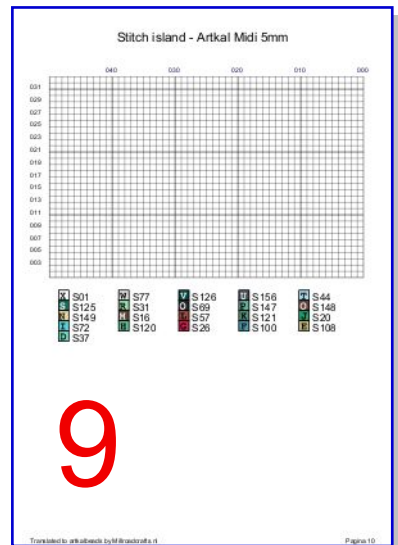 Stitch island - Artkal Midi 5mm
040 030 020 010 000
031
029
027
025
023
021
019
017
015
013
011
009
007
005
003
X S01 W S77 V S126 U S156 T S44
S S125 R S31 O S69 S147 O S148
N S149 M S16 L S57 K S121 J S20
I S72 H S120 G S26 F S100 E S108
D S37
9
Translated to artkalbeads by Millroadcrafts.nl
Pagina 10